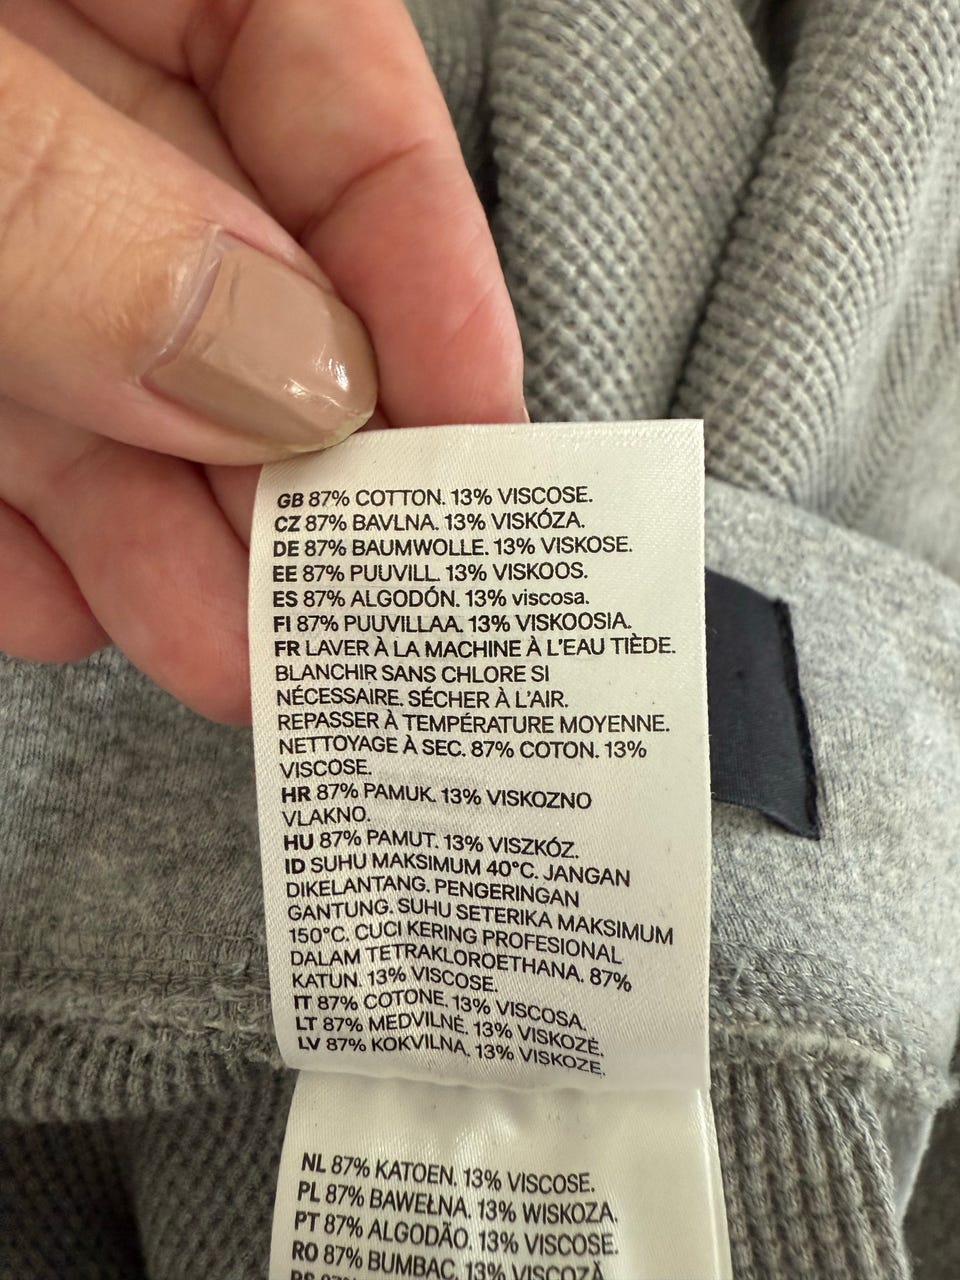 GB 87% COTTON. 13% VISCOSE.
CZ 87% BAVLNA. 13% VISKÓZA.
DE 87% BAUMWOLLE. 13% VISKOSE.
EE 87% PUUVILL. 13% VISKOOS.
ES 87% ALGODÓN. 13% viscosa.
FI 87% PUUVILLAA. 13% VISKOOSIA.
FR LAVER À LA MACHINE À L'EAU TIÈDE.
BLANCHIR SANS CHLORE SI
NÉCESSAIRE. SÉCHER À L'AIR.
REPASSER À TEMPÉRATURE MOYENNE.
NETTOYAGE À SEC. 87% COTON. 13%
VISCOSE.
HR 87% PAMUK. 13% VISKOZNO
VLAKNO.
HU 87% PAMUT. 13% VISZKÓZ.
ID SUHU MAKSIMUM 40°C. JANGAN
DIKELANTANG. PENGERINGAN
GANTUNG. SUHU SETERIKA MAKSIMUM
150°C. CUCI KERING PROFESIONAL
DALAM TETRAKLOROETHANA. 87%
KATUN. 13% VISCOSE.
IT 87% COTONE. 13% VISCOSA.
LT 87% MEDVILNĖ. 13% VISKOZĖ.
LV 87% KOKVILNA. 13% VISKOZE.
NL 87% KATOEN. 13% VISCOSE.
PL 87% BAWEŁNA. 13% WISKOZA.
PT 87% ALGODÃO. 13% VISCOSE.
RO 87% BUMBAC. 13% VISCOZĂ